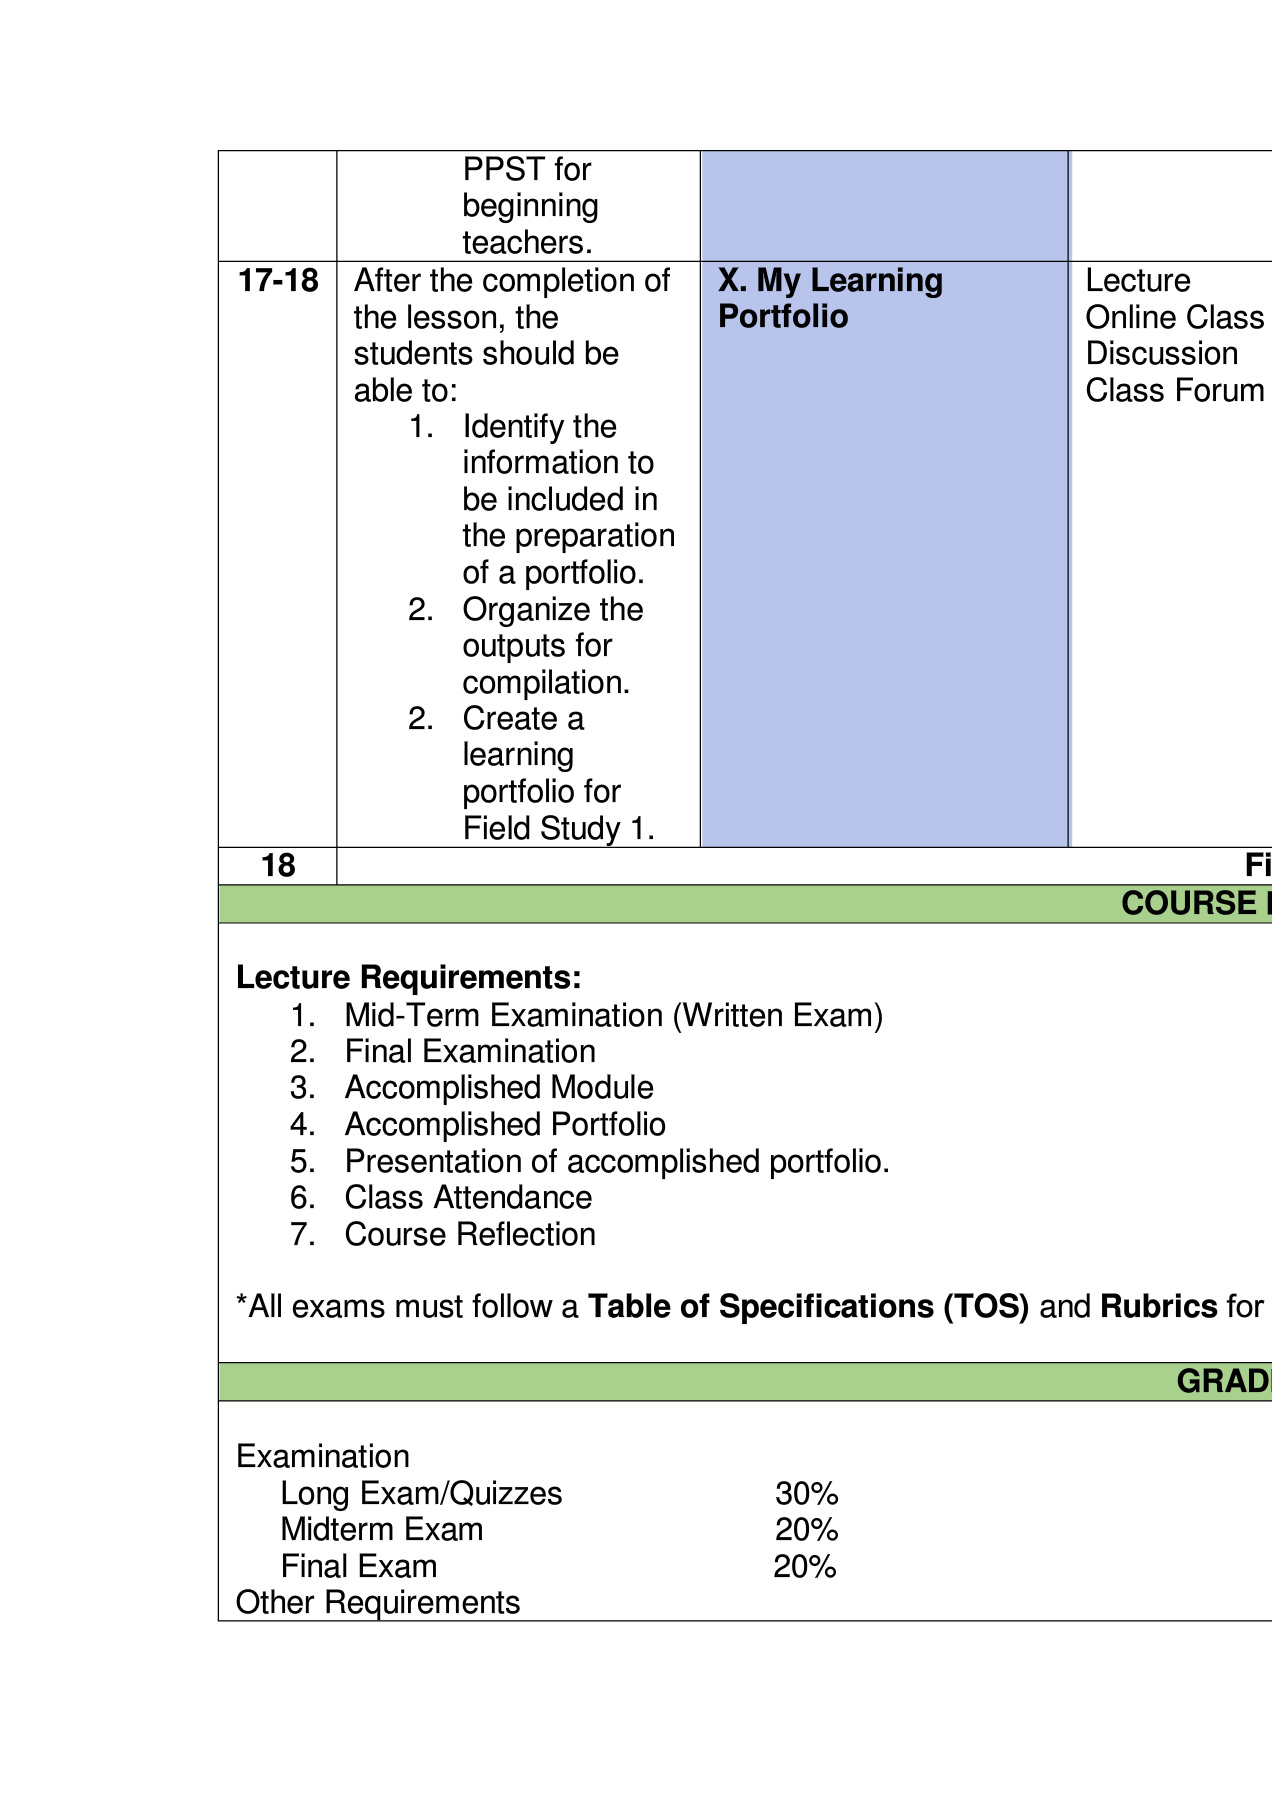 PPST for
beginning
teachers.
17-18
After the completion of
the lesson, the
students should be
able to:
1. Identify the
information to
be included in
the preparation
of a portfolio.
2. Organize the
outputs for
compilation.
2. Create a
learning
portfolio for
Field Study 1.
X. My Learning
Portfolio
Lecture
Online Class
Discussion
Class Forum
18
COURSE
Lecture Requirements:
1. Mid-Term Examination (Written Exam)
2. Final Examination
3. Accomplished Module
4. Accomplished Portfolio
5. Presentation of accomplished portfolio.
6. Class Attendance
7. Course Reflection
*All exams must follow a Table of Specifications (TOS) and Rubrics for
Examination
Long Exam/Quizzes 30%
Midterm Exam 20%
Final Exam 20%
Other Requirements